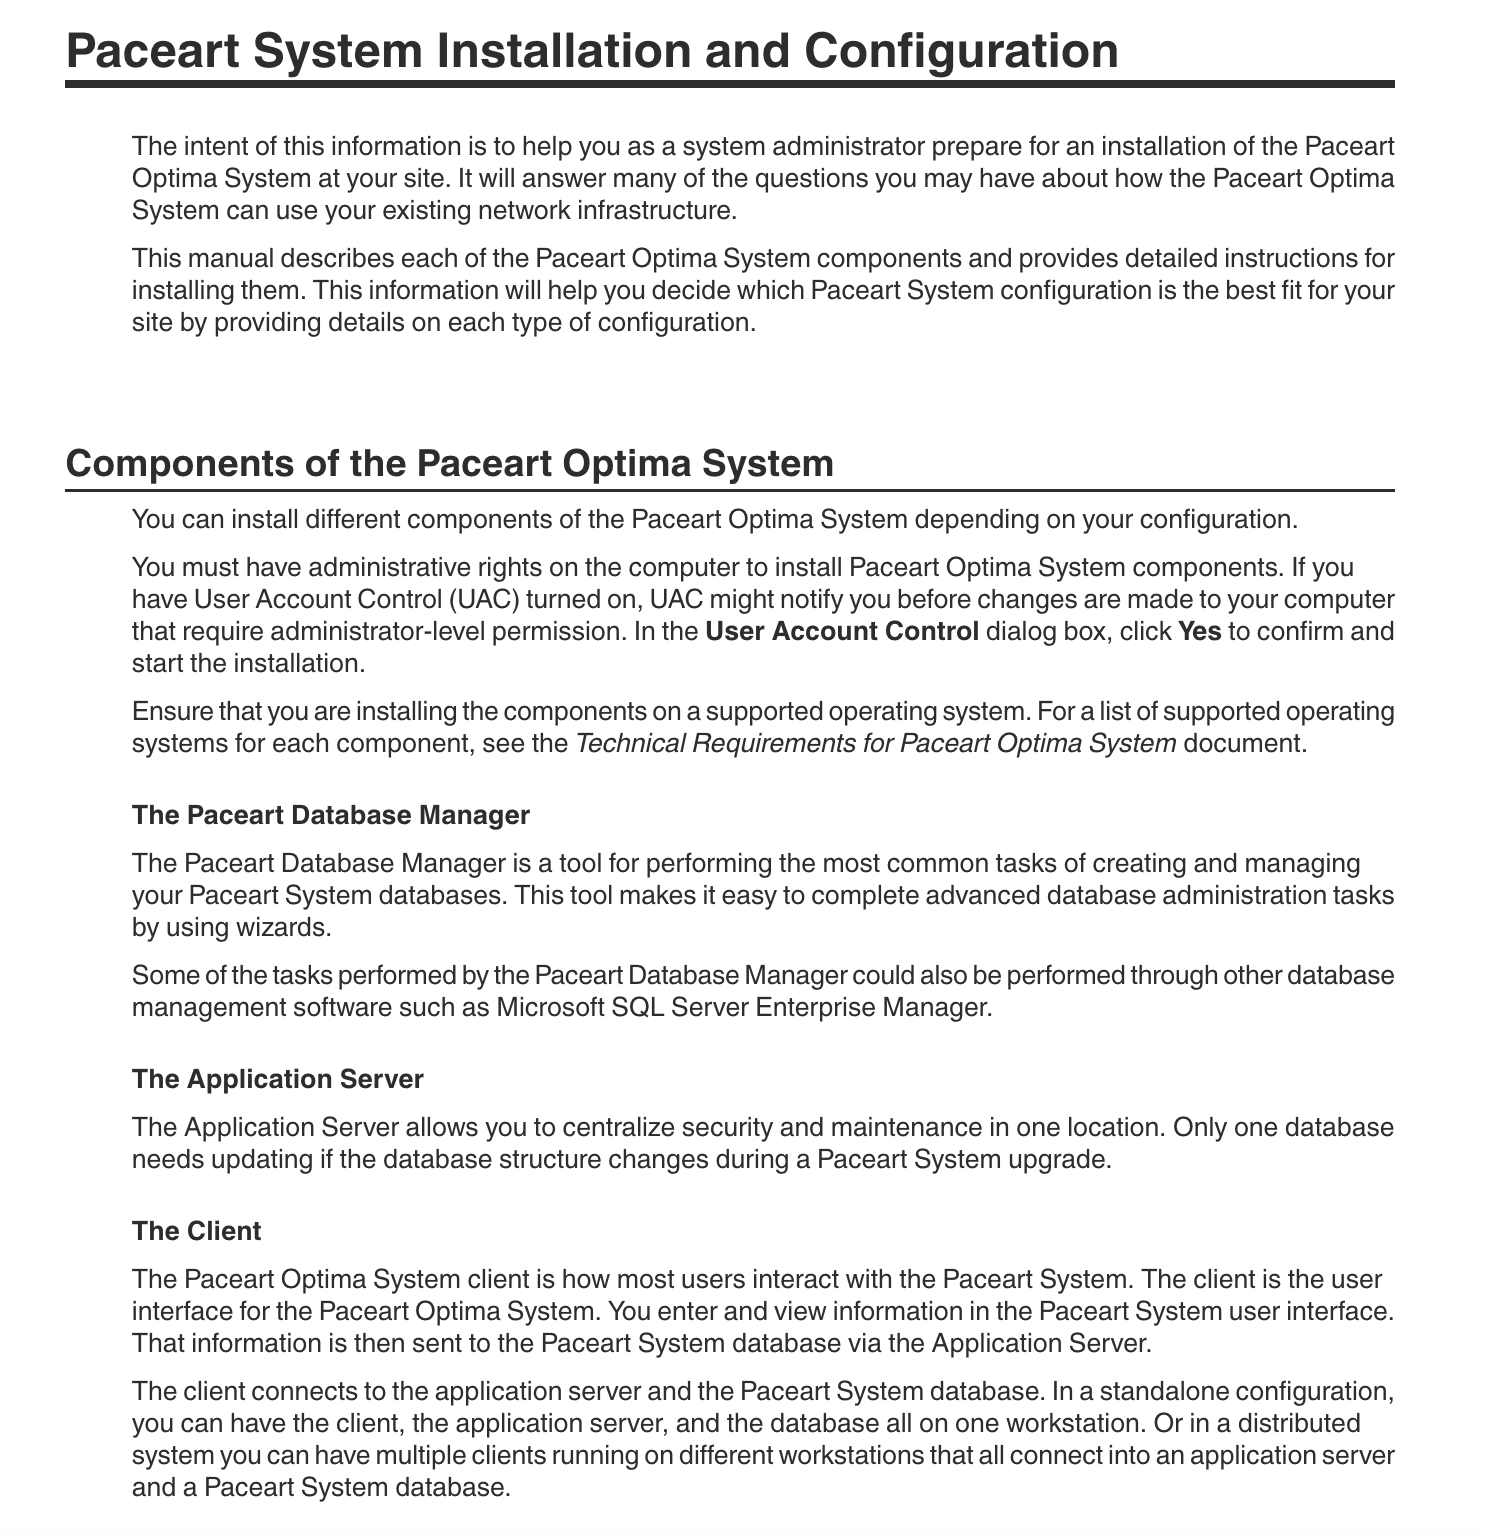 Paceart System Installation and Configuration
The intent of this information is to help you as a system administrator prepare for an installation of the Paceart
Optima System at your site. It will answer many of the questions you may have about how the Paceart Optima
System can use your existing network infrastructure.
This manual describes each of the Paceart Optima System components and provides detailed instructions for
installing them. This information will help you decide which Paceart System configuration is the best fit for your
site by providing details on each type of configuration.
Components of the Paceart Optima System
You can install different components of the Paceart Optima System depending on your configuration.
You must have administrative rights on the computer to install Paceart Optima System components. If you
have User Account Control (UAC) turned on, UAC might notify you before changes are made to your computer
that require administrator-level permission. In the User Account Control dialog box, click Yes to confirm and
start the installation.
Ensure that you are installing the components on a supported operating system. For a list of supported operating
systems for each component, see the Technical Requirements for Paceart Optima System document.
The Paceart Database Manager
The Paceart Database Manager is a tool for performing the most common tasks of creating and managing
your Paceart System databases. This tool makes it easy to complete advanced database administration tasks
by using wizards.
Some of the tasks performed by the Paceart Database Manager could also be performed through other database
management software such as Microsoft SQL Server Enterprise Manager.
The Application Server
The Application Server allows you to centralize security and maintenance in one location. Only one database
needs updating if the database structure changes during a Paceart System upgrade.
The Client
The Paceart Optima System client is how most users interact with the Paceart System. The client is the user
interface for the Paceart Optima System. You enter and view information in the Paceart System user interface.
That information is then sent to the Paceart System database via the Application Server.
The client connects to the application server and the Paceart System database. In a standalone configuration,
you can have the client, the application server, and the database all on one workstation. Or in a distributed
system you can have multiple clients running on different workstations that all connect into an application server
and a Paceart System database.